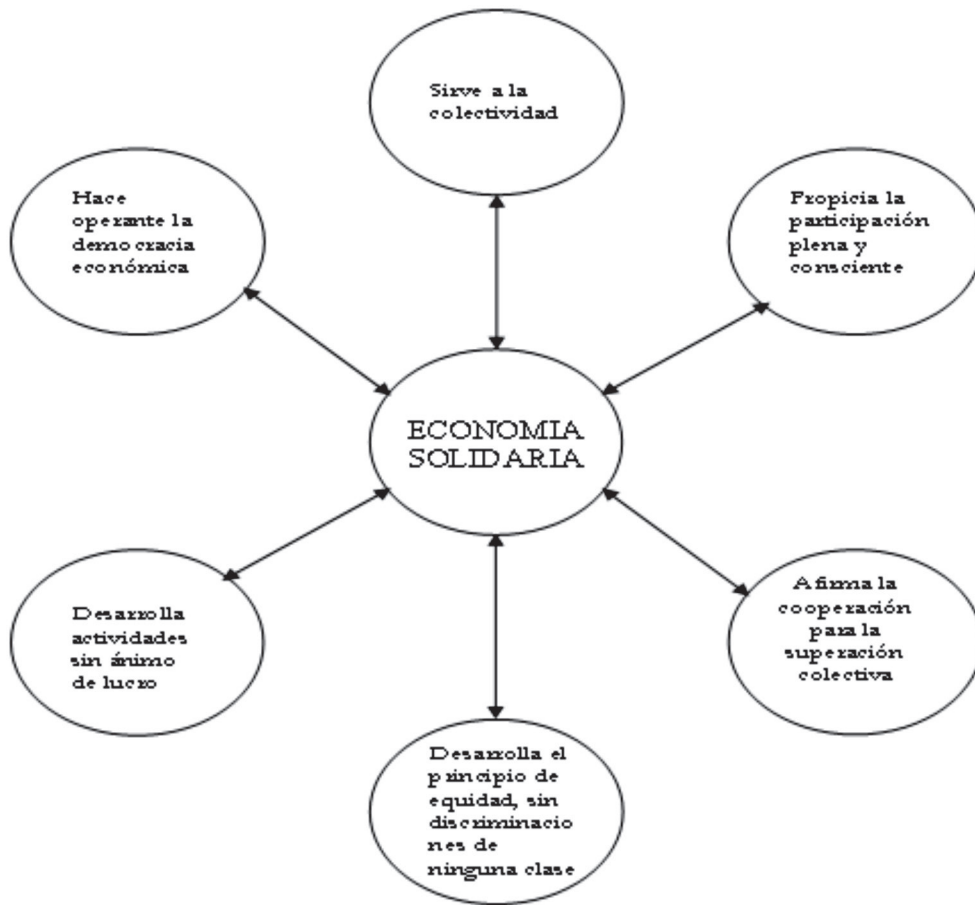 Sirve a la
colectividad
Hace
operante la
democracia
económica
Propicia la
participación
plena y
consciente
ECONOMIA
SOLIDARIA
Desarrolla
actividades
sin ánimo
de lucro
Afirma la
cooperación
para la
superación
colectiva
Desarrolla el
principio de
equidad, sin
discriminacio
nes de
ninguna clase